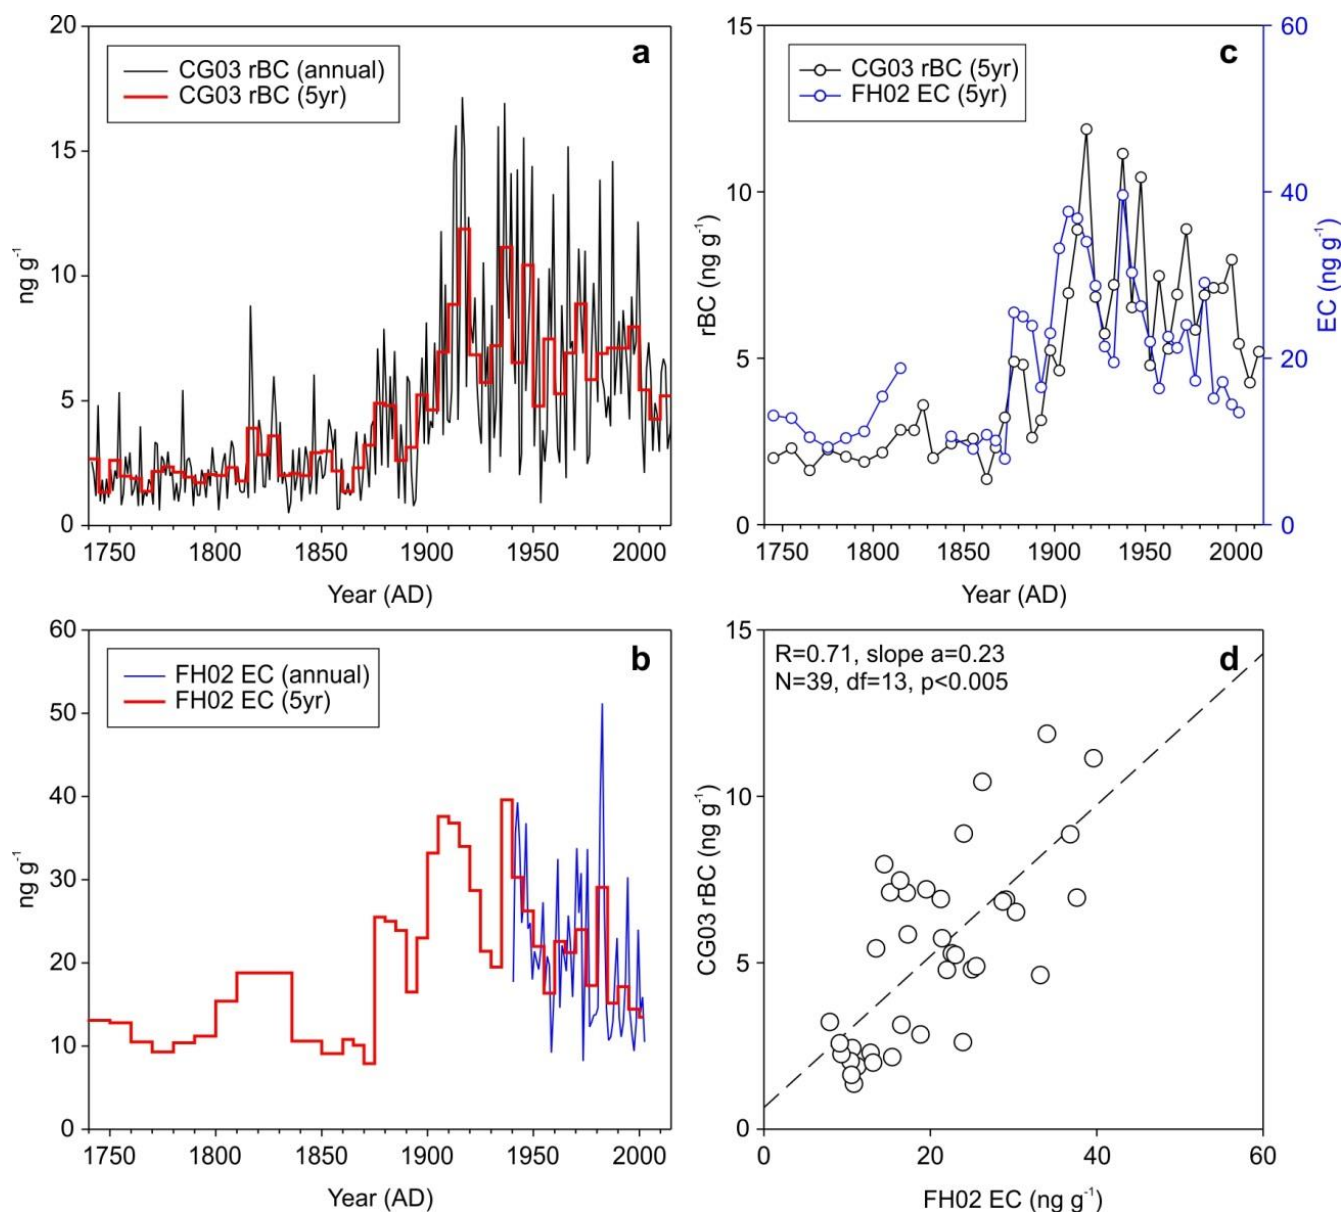 a
CG03 rBC (annual)
CG03 rBC (5yr)
20
15
10
5
0
ng g⁻¹
1750 1800 1850 1900 1950 2000
Year (AD)
c
CG03 rBC (5yr)
FH02 EC (5yr)
15
10
5
0
rBC (ng g⁻¹)
60
40
20
0
EC (ng g⁻¹)
1750 1800 1850 1900 1950 2000
Year (AD)
b
FH02 EC (annual)
FH02 EC (5yr)
60
50
40
30
20
10
0
ng g⁻¹
1750 1800 1850 1900 1950 2000
Year (AD)
d
R=0.71, slope a=0.23
N=39, df=13, p<0.005
15
10
5
0
CG03 rBC (ng g⁻¹)
0 20 40 60
FH02 EC (ng g⁻¹)